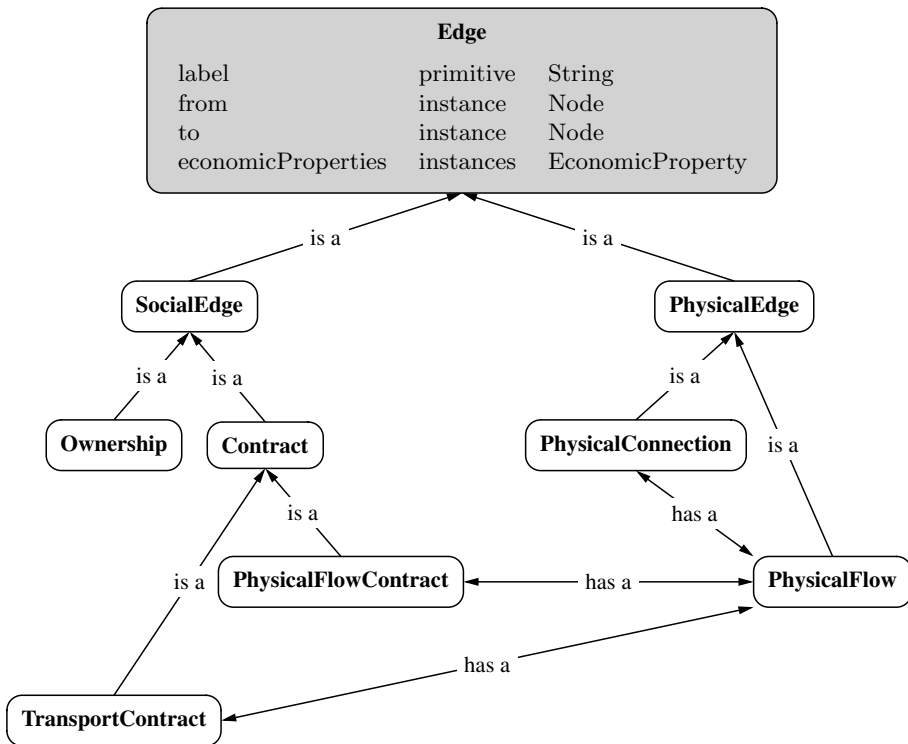 Edge
label primitive String
from instance Node
to instance Node
economicProperties instances EconomicProperty
is a is a
SocialEdge PhysicalEdge
is a is a is a
Ownership Contract PhysicalConnection is a
is a has a
is a PhysicalFlowContract has a PhysicalFlow
has a
TransportContract